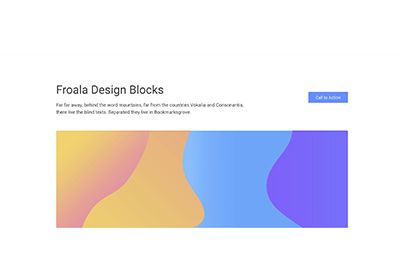 Froala Design Blocks
Far far away, behind the word mountains, far from the countries Vokalia and Consonantia,
there live the blind texts. Separated they live in Bookmarksgrove.
Call to Action